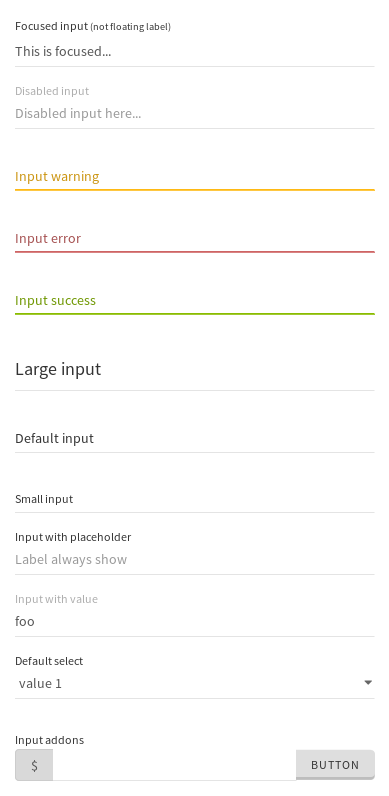 Focused input (not floating label)
This is focused...
Disabled input
Disabled input here...
Input warning
Input error
Input success
Large input
Default input
Small input
Input with placeholder
Label always show
Input with value
foo
Default select
value 1
Input addons
$ BUTTON